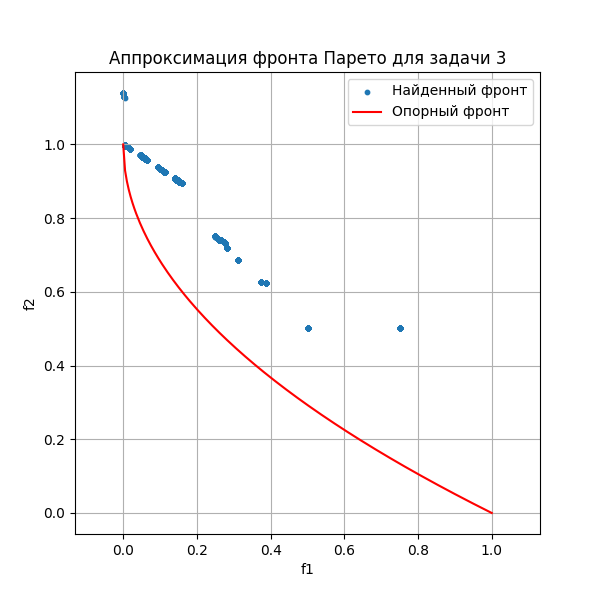 Аппроксимация фронта Парето для задачи 3
Найденный фронт
Опорный фронт
1.0
0.8
0.6
0.4
0.2
0.0
f2
0.0 0.2 0.4 0.6 0.8 1.0
f1